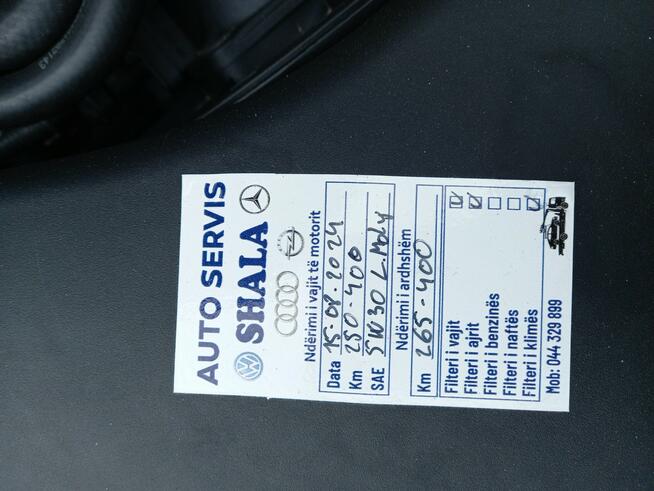 AUTO SERVIS
SHALA
Ndërimi i vajit të motorit
Data 15-08-2024
Km 250-400
SAE 5W30 L.Moly
Ndërimi i ardhshëm
Km 265-400
Filteri i vajit
Filteri i ajrit
Filteri i benzinës
Filteri i naftës
Filteri i klimës
Mob: 044 329 899